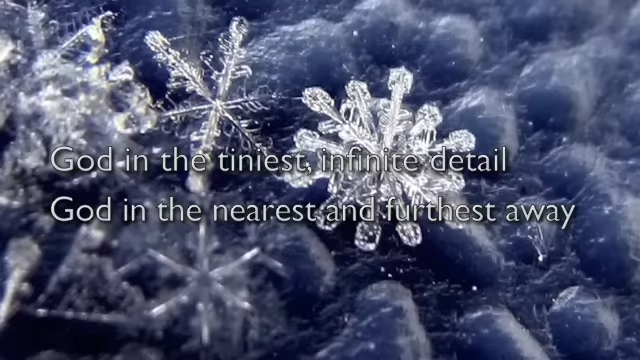 God in the tiniest, infinite detail
God in the nearest and furthest away